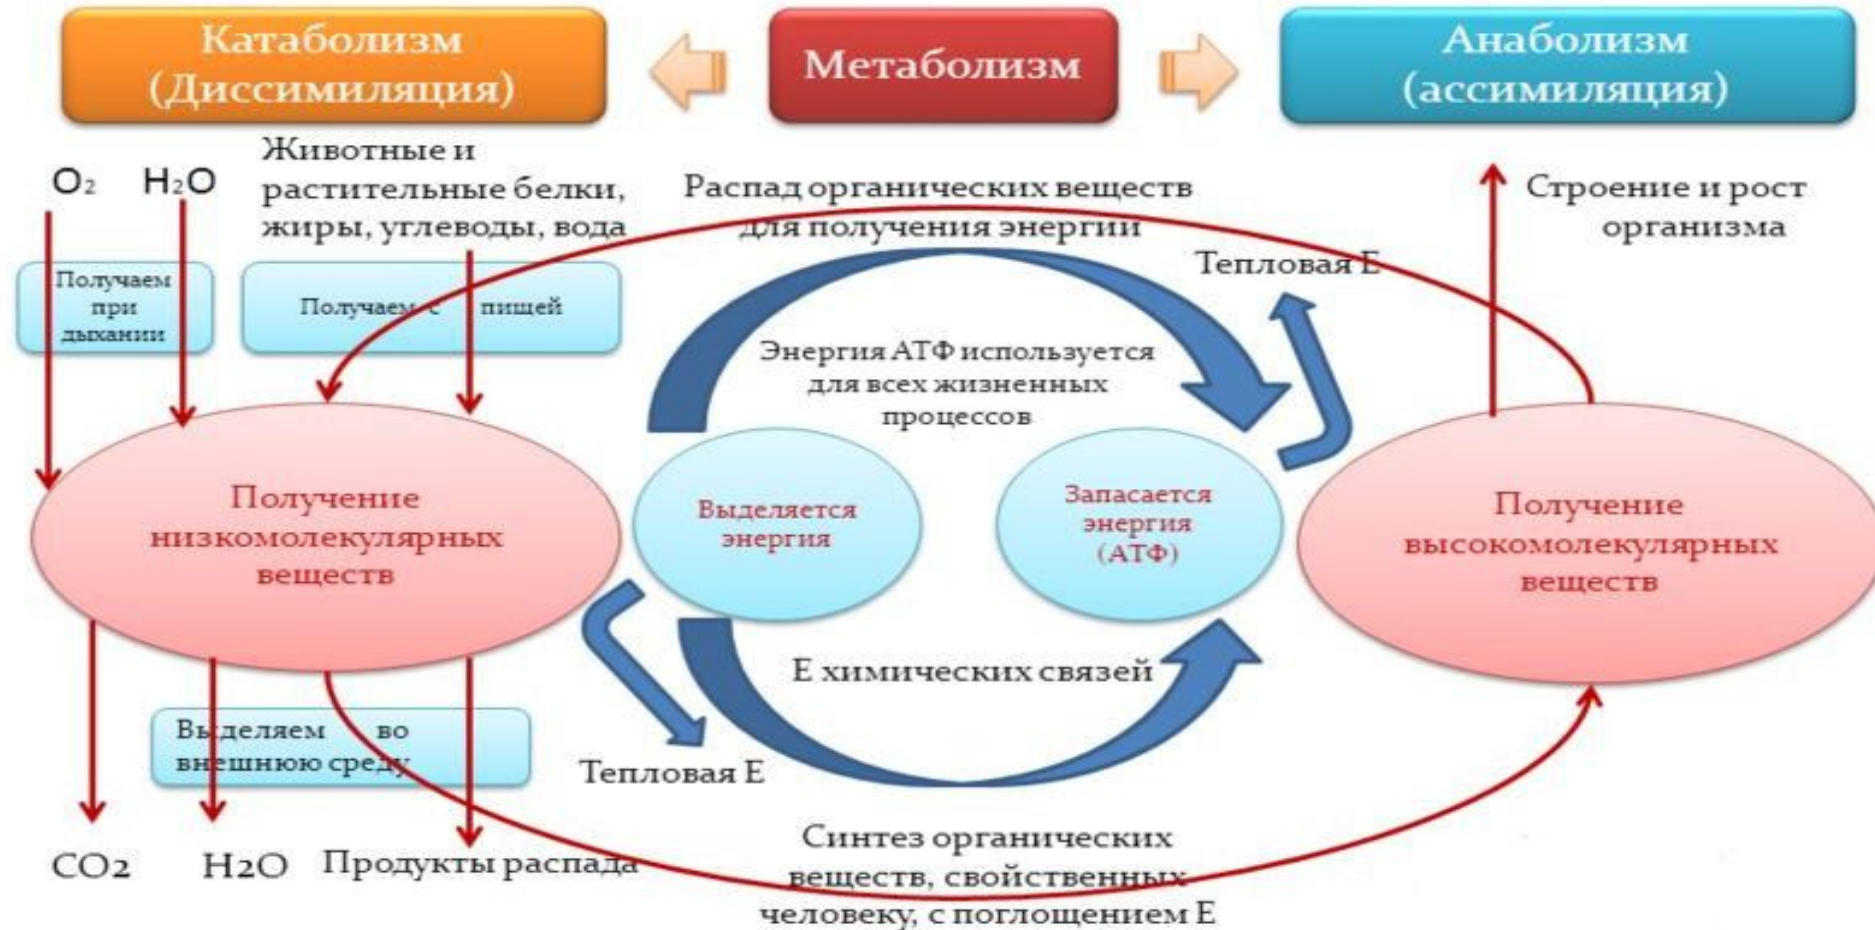 Катаболизм
(Диссимиляция)
Метаболизм
Анаболизм
(ассимиляция)
O₂
H₂O
Животные и
растительные белки,
жиры, углеводы, вода
Распад органических веществ
для получения энергии
Строение и рост
организма
Получаем
при
дыхании
Получаем с пищей
Тепловая Е
Энергия АТФ используется
для всех жизненных
процессов
Получение
низкомолекулярных
веществ
Выделяется
энергия
Запасается
энергия
(АТФ)
Получение
высокомолекулярных
веществ
Е химических связей
Выделяем во
внешнюю среду
Тепловая Е
CO2
H2O
Продукты распада
Синтез органических
веществ, свойственных
человеку, с поглощением Е